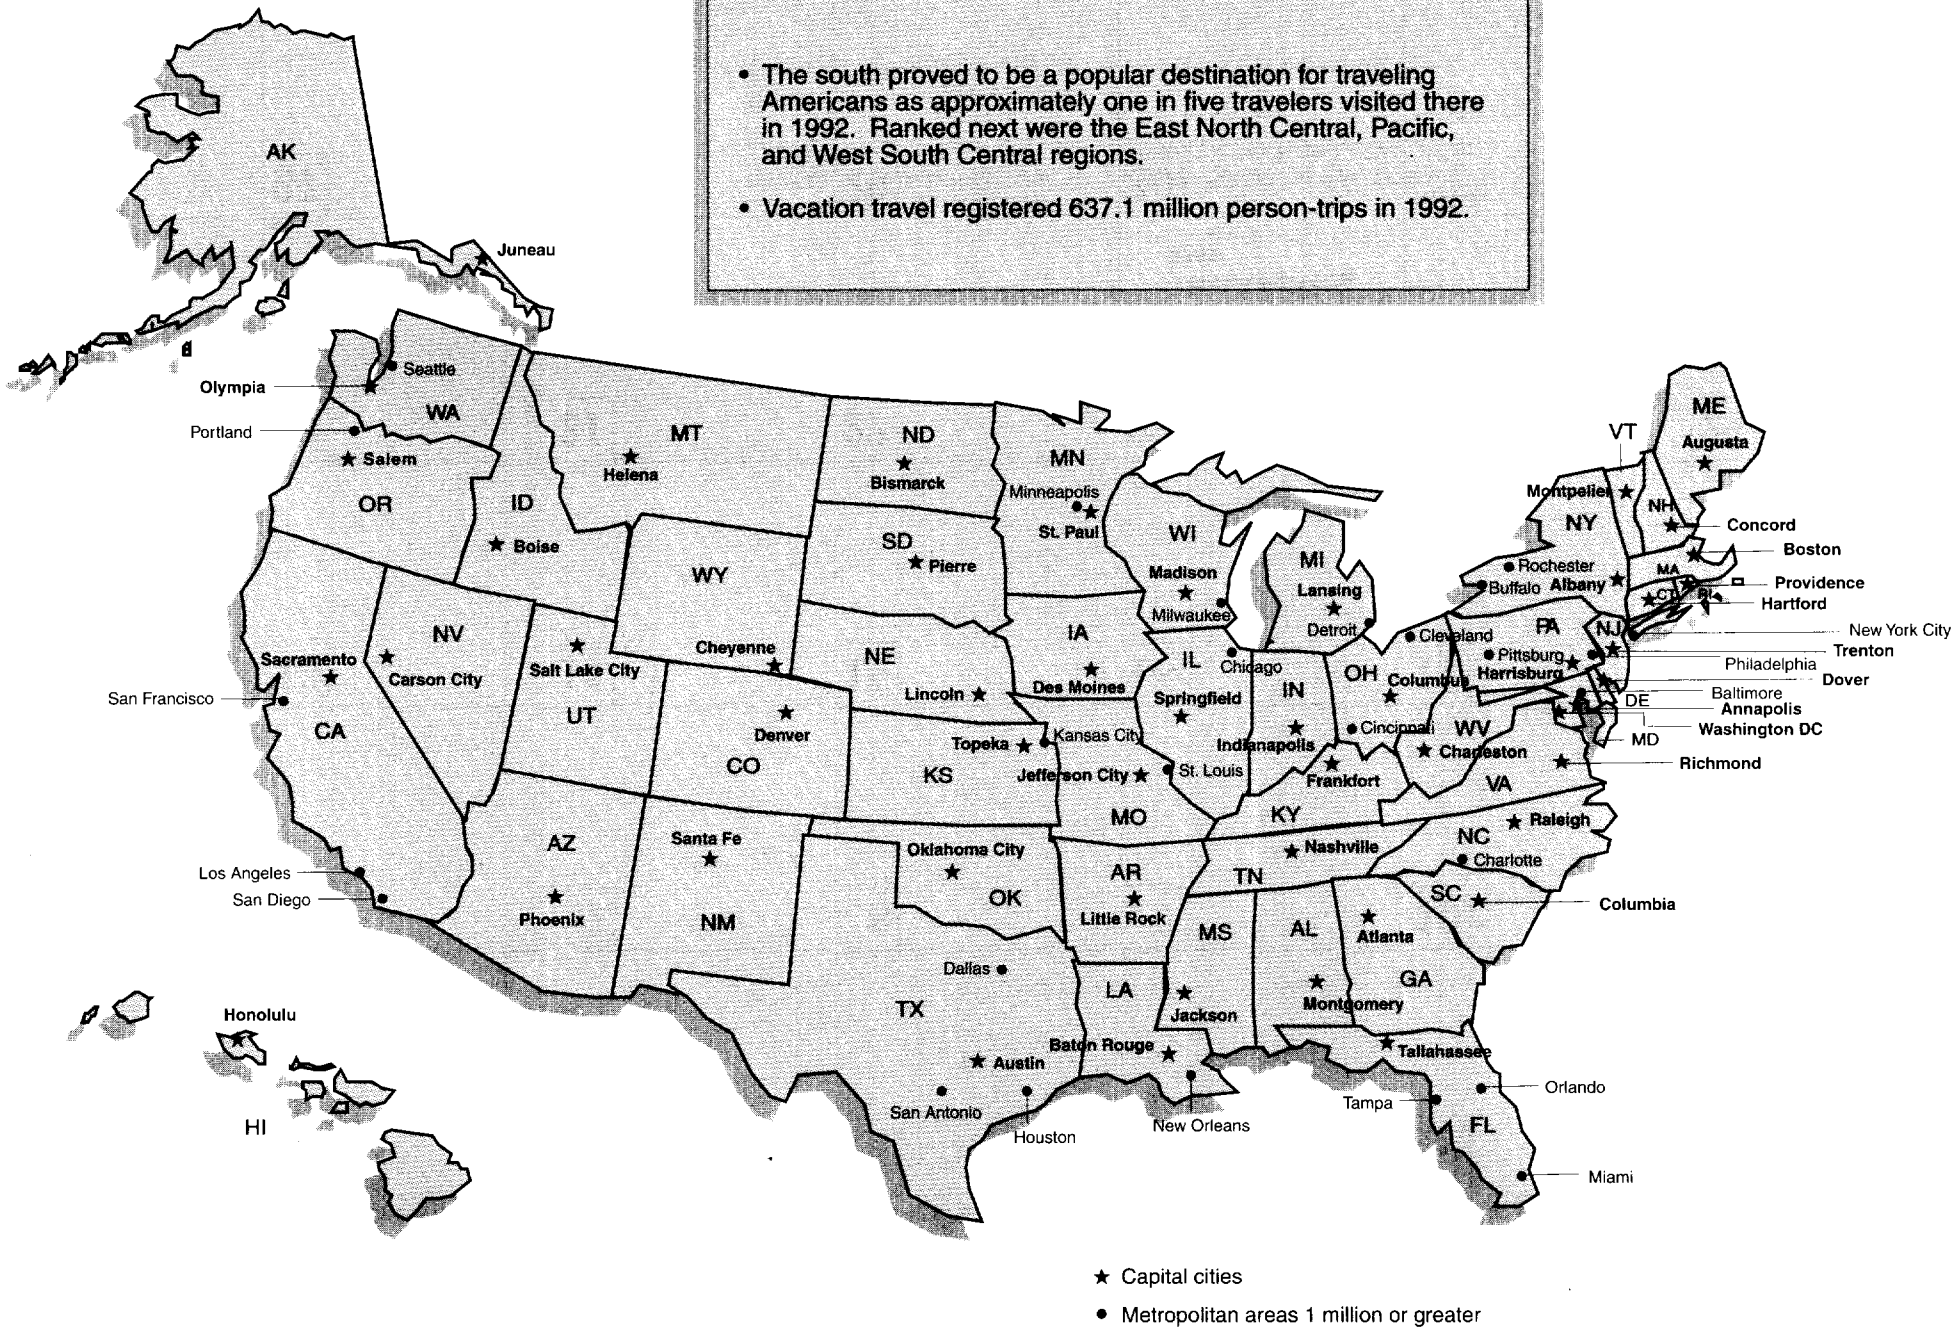 • The south proved to be a popular destination for traveling
Americans as approximately one in five travelers visited there
in 1992. Ranked next were the East North Central, Pacific,
and West South Central regions.
• Vacation travel registered 637.1 million person-trips in 1992.
AK
Juneau
Seattle
Olympia
WA
Portland
Salem
OR
ID
Boise
MT
Helena
ND
Bismarck
MN
Minneapolis
St. Paul
WI
Madison
Milwaukee
MI
Lansing
Detroit
VT
ME
Augusta
Montpelier
NH
NY
Concord
Boston
Rochester
MA
Buffalo
Albany
Providence
CT
RI
Hartford
New York City
SD
Pierre
WY
Cheyenne
NV
Carson City
Sacramento
San Francisco
CA
Salt Lake City
UT
NE
Lincoln
IA
Des Moines
IL
Chicago
Springfield
IN
Indianapolis
OH
Cleveland
Columbus
Cincinnati
PA
Pittsburg
Harrisburg
NJ
Trenton
Philadelphia
Dover
DE
Baltimore
Annapolis
Washington DC
MD
Denver
CO
Topeka
Kansas City
KS
Jefferson City
St. Louis
MO
WV
Charleston
Richmond
VA
Frankfort
KY
Los Angeles
San Diego
AZ
Phoenix
Santa Fe
NM
Oklahoma City
OK
AR
Little Rock
Nashville
TN
NC
Raleigh
Charlotte
SC
Columbia
MS
Jackson
AL
Montgomery
Atlanta
GA
Dallas
TX
Austin
San Antonio
Houston
LA
Baton Rouge
New Orleans
Tallahassee
Orlando
Tampa
FL
Miami
Honolulu
HI
★ Capital cities
• Metropolitan areas 1 million or greater